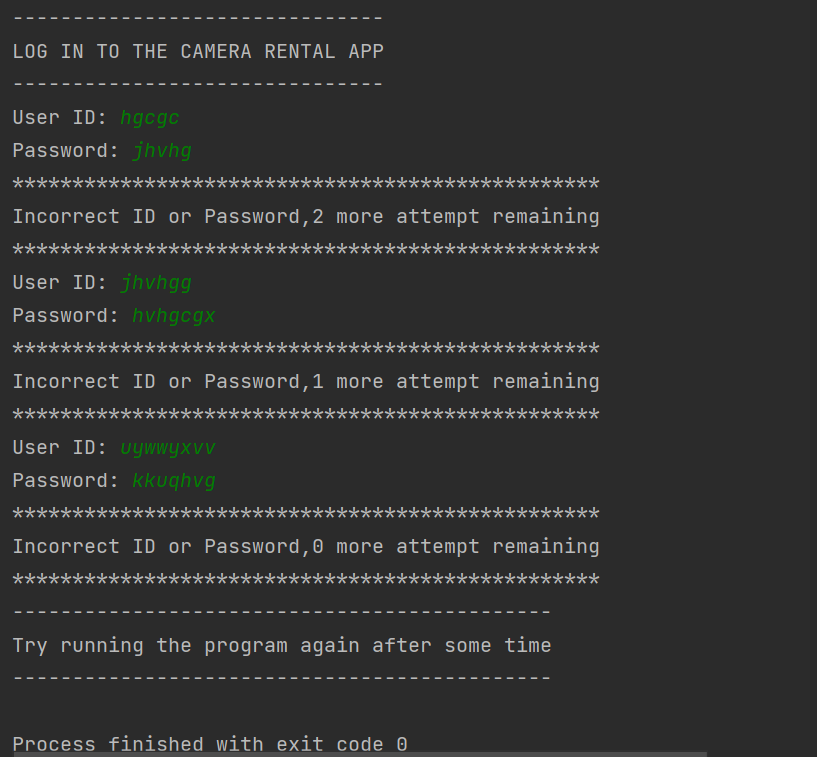 -------------------------------
LOG IN TO THE CAMERA RENTAL APP
-------------------------------
User ID: hgcgc
Password: jhvhg
*************************************************
Incorrect ID or Password,2 more attempt remaining
*************************************************
User ID: jhvhgg
Password: hvhgcgx
*************************************************
Incorrect ID or Password,1 more attempt remaining
*************************************************
User ID: uywwyxvv
Password: kkuqhvg
*************************************************
Incorrect ID or Password,0 more attempt remaining
*************************************************
---------------------------------------------
Try running the program again after some time
---------------------------------------------
Process finished with exit code 0